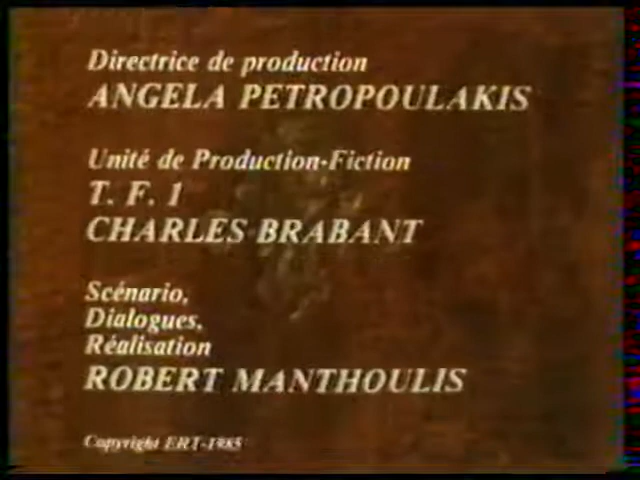 Directrice de production
ANGELA PETROPOULAKIS
Unité de Production-Fiction
T. F. 1
CHARLES BRABANT
Scénario,
Dialogues,
Réalisation
ROBERT MANTHOULIS
Copyright ERT-1985